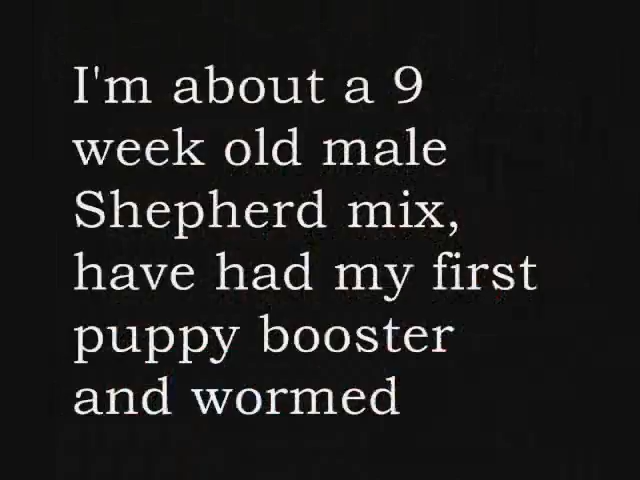 I'm about a 9
week old male
Shepherd mix,
have had my first
puppy booster
and wormed